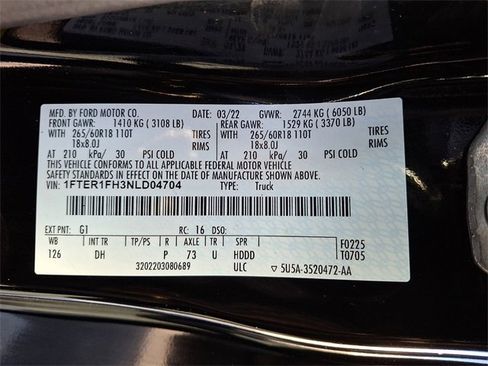 MFD. BY FORD MOTOR CO. 03/22 GVWR: 2744 KG ( 6050 LB)
FRONT GAWR: 1410 KG ( 3108 LB) REAR GAWR: 1529 KG ( 3370 LB)
WITH 265/60R18 110T TIRES WITH 265/60R18 110T TIRES
18x8.0J RIMS 18x8.0J RIMS
AT 210 kPa/ 30 PSI COLD AT 210 kPa/ 30 PSI COLD
THIS VEHICLE CONFORMS TO ALL APPLICABLE FEDERAL MOTOR VEHICLE
SAFETY STANDARDS IN EFFECT ON THE DATE OF MANUFACTURE SHOWN ABOVE.
VIN: 1FTER1FH3NLD04704 TYPE: Truck
EXT PNT: G1 RC: 16 DSO:
WB INT TR TP/PS R AXLE TR SPR F0225
126 DH P 73 U HDDD T0705
3202203080689 ULC ▽ 5U5A-3520472-AA